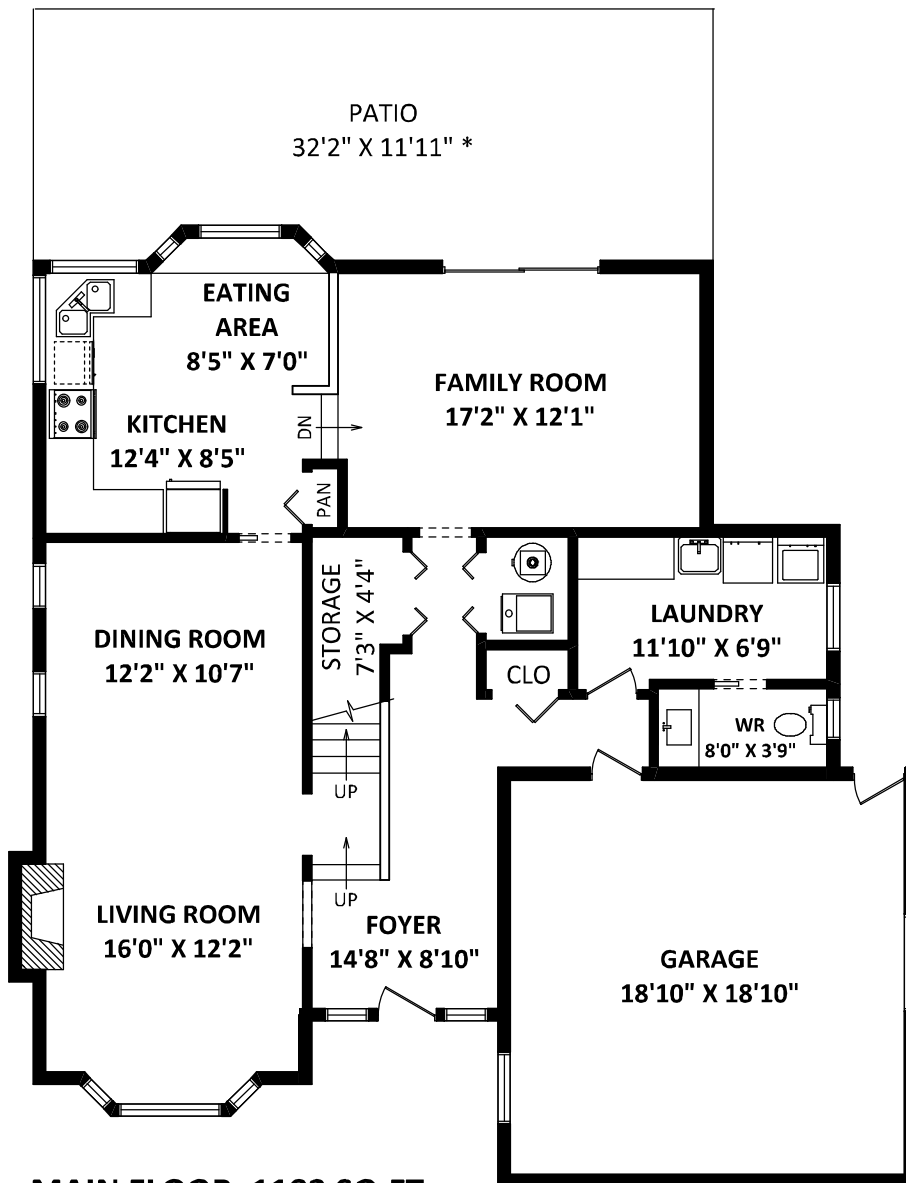 PATIO
32'2" X 11'11" *
EATING
AREA
8'5" X 7'0"
FAMILY ROOM
17'2" X 12'1"
KITCHEN
12'4" X 8'5"
DN
PAN
STORAGE
7'3" X 4'4"
LAUNDRY
11'10" X 6'9"
DINING ROOM
12'2" X 10'7"
CLO
WR
8'0" X 3'9"
UP
UP
LIVING ROOM
16'0" X 12'2"
FOYER
14'8" X 8'10"
GARAGE
18'10" X 18'10"